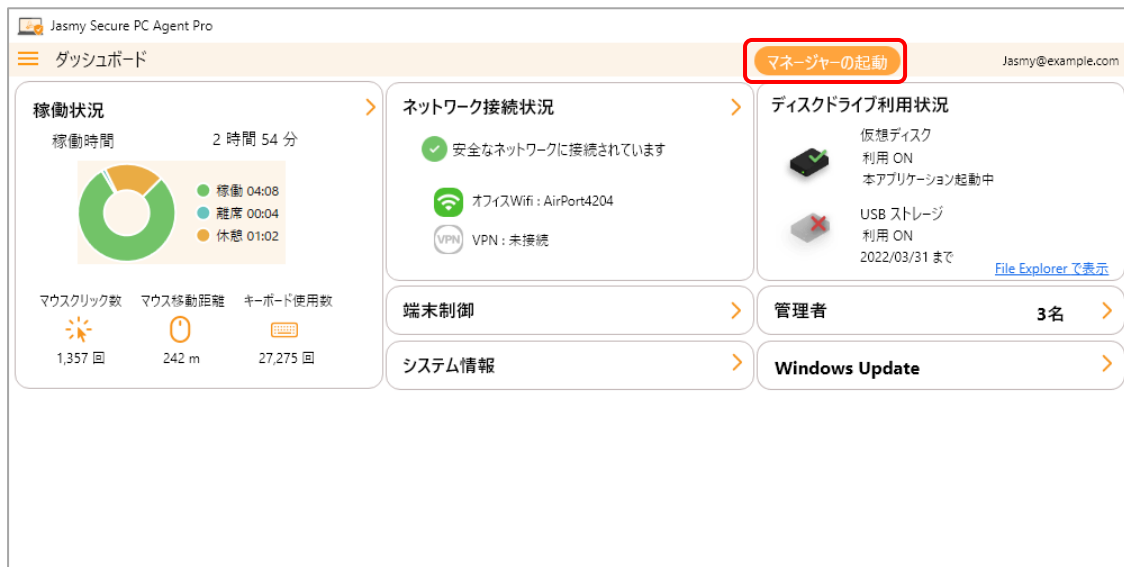 Jasmy Secure PC Agent Pro
ダッシュボード
マネージャーの起動
Jasmy@example.com
稼働状況
稼働時間 2 時間 54 分
稼働 04:08
離席 00:04
休憩 01:02
マウスクリック数 マウス移動距離 キーボード使用数
1,357 回 242 m 27,275 回
ネットワーク接続状況
安全なネットワークに接続されています
オフィスWifi : AirPort4204
VPN VPN : 未接続
ディスクドライブ利用状況
仮想ディスク
利用 ON
本アプリケーション起動中
USB ストレージ
利用 ON
2022/03/31 まで
File Explorer で表示
端末制御
管理者 3名
システム情報
Windows Update